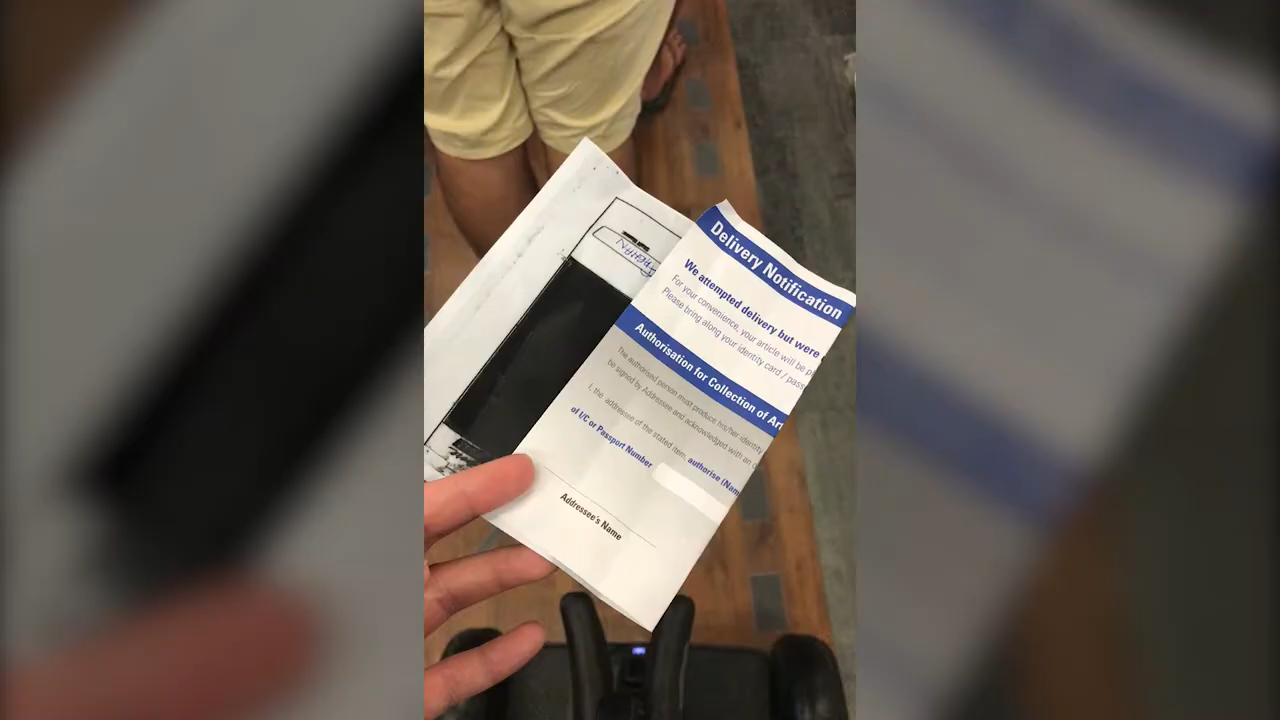 Delivery Notification
We attempted delivery but were
For your convenience, your article will be
Please bring along your identity card / pass
Authorisation for Collection of Art
The authorised person must produce his/her identity
be signed by Addressee and acknowledged with an
I, the addressee of the stated item, authorise (Nam
of I/C or Passport Number
Addressee's Name